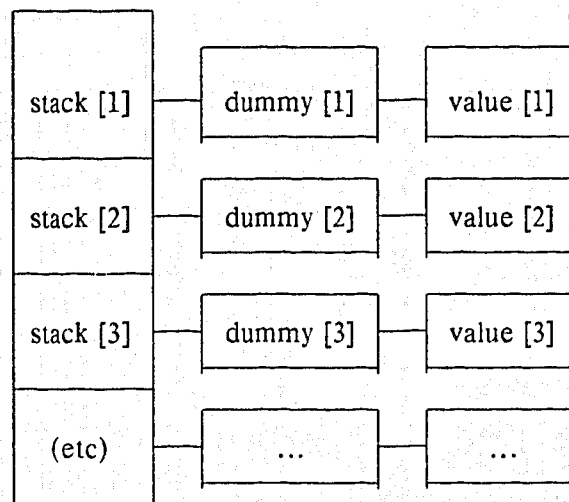 stack [1] dummy [1] value [1]
stack [2] dummy [2] value [2]
stack [3] dummy [3] value [3]
(etc) ... ...